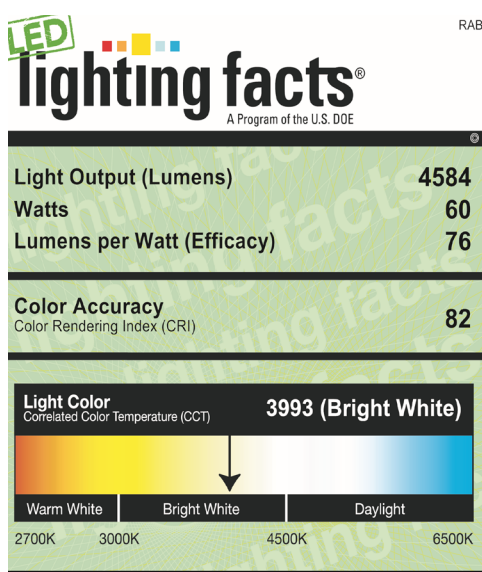 RAB
LED
lighting facts®
A Program of the U.S. DOE
©
Light Output (Lumens) 4584
Watts 60
Lumens per Watt (Efficacy) 76
Color Accuracy
Color Rendering Index (CRI) 82
Light Color
Correlated Color Temperature (CCT) 3993 (Bright White)
Warm White Bright White Daylight
2700K 3000K 4500K 6500K